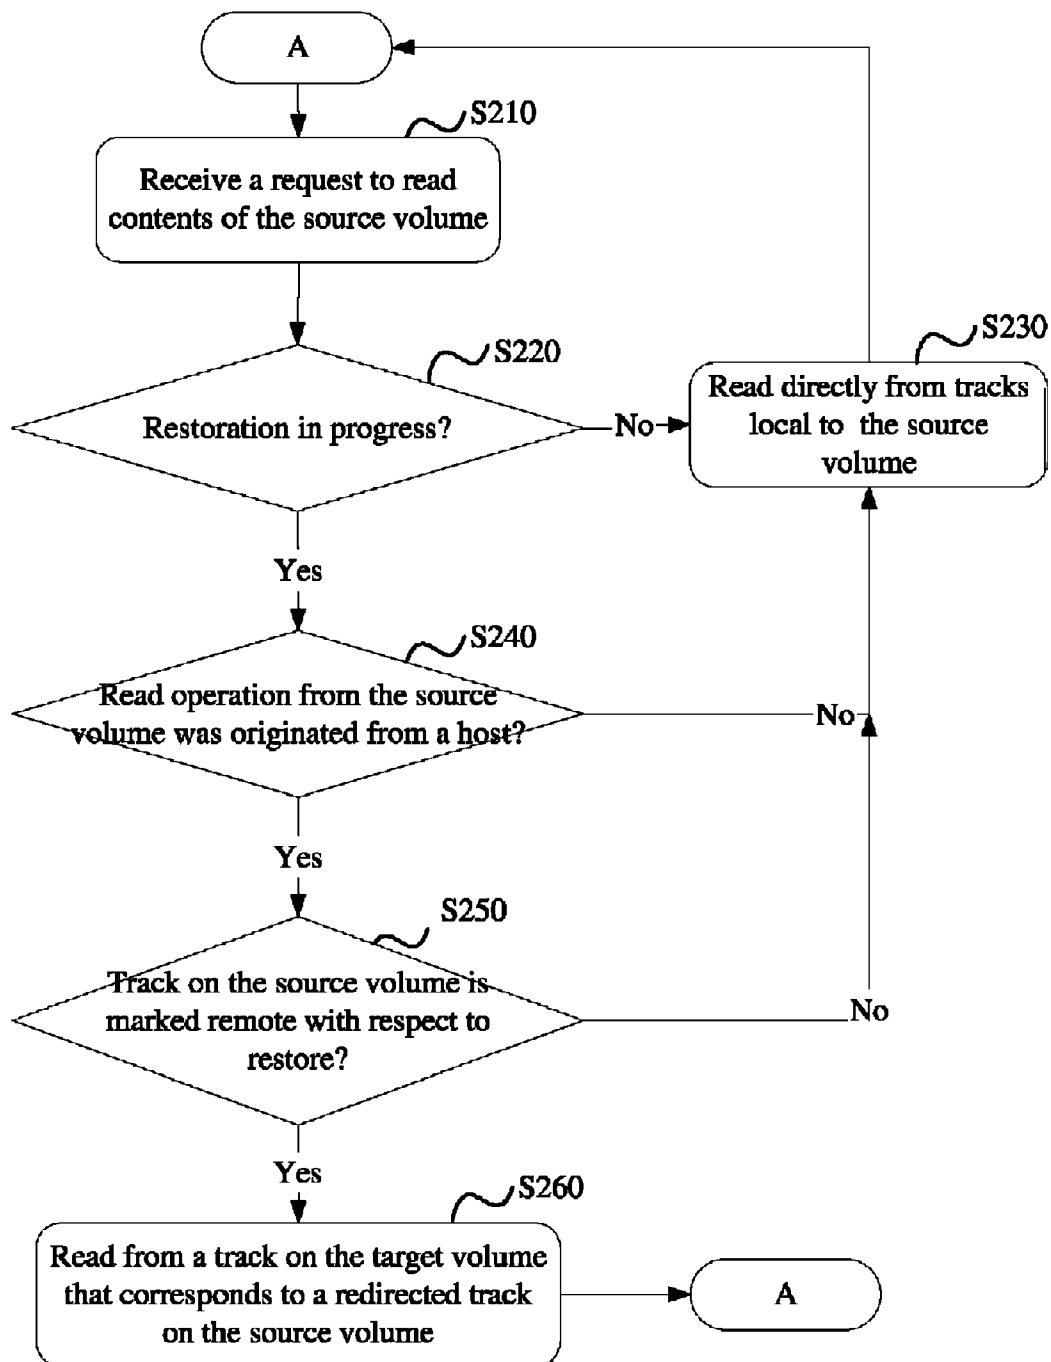 A
S210
Receive a request to read
contents of the source volume
S220
Restoration in progress?
No
S230
Read directly from tracks
local to the source
volume
Yes
S240
Read operation from the source
volume was originated from a host?
No
Yes
S250
Track on the source volume is
marked remote with respect to
restore?
No
Yes
S260
Read from a track on the target volume
that corresponds to a redirected track
on the source volume
A